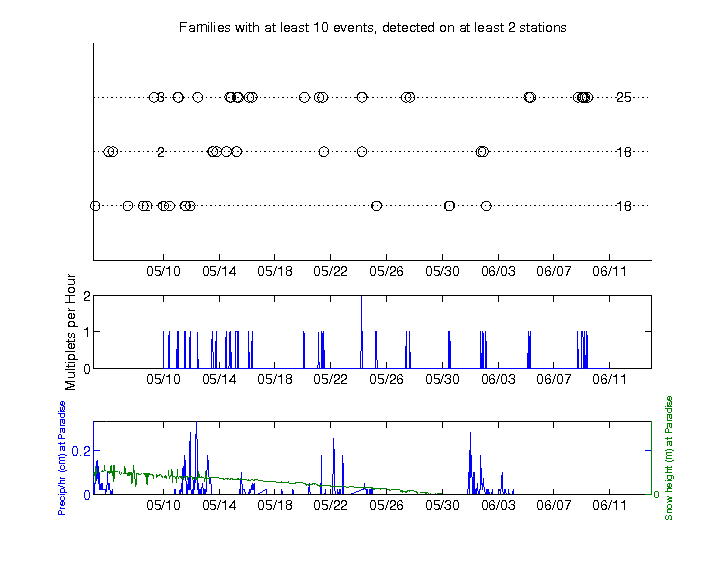 Families with at least 10 events, detected on at least 2 stations
3 25
2 16
1 16
05/10 05/14 05/18 05/22 05/26 05/30 06/03 06/07 06/11
Multiplets per Hour
2
1
0
05/10 05/14 05/18 05/22 05/26 05/30 06/03 06/07 06/11
Precip/hr (cm) at Paradise
0.2
0
0
Snow height (m) at Paradise
05/10 05/14 05/18 05/22 05/26 05/30 06/03 06/07 06/11